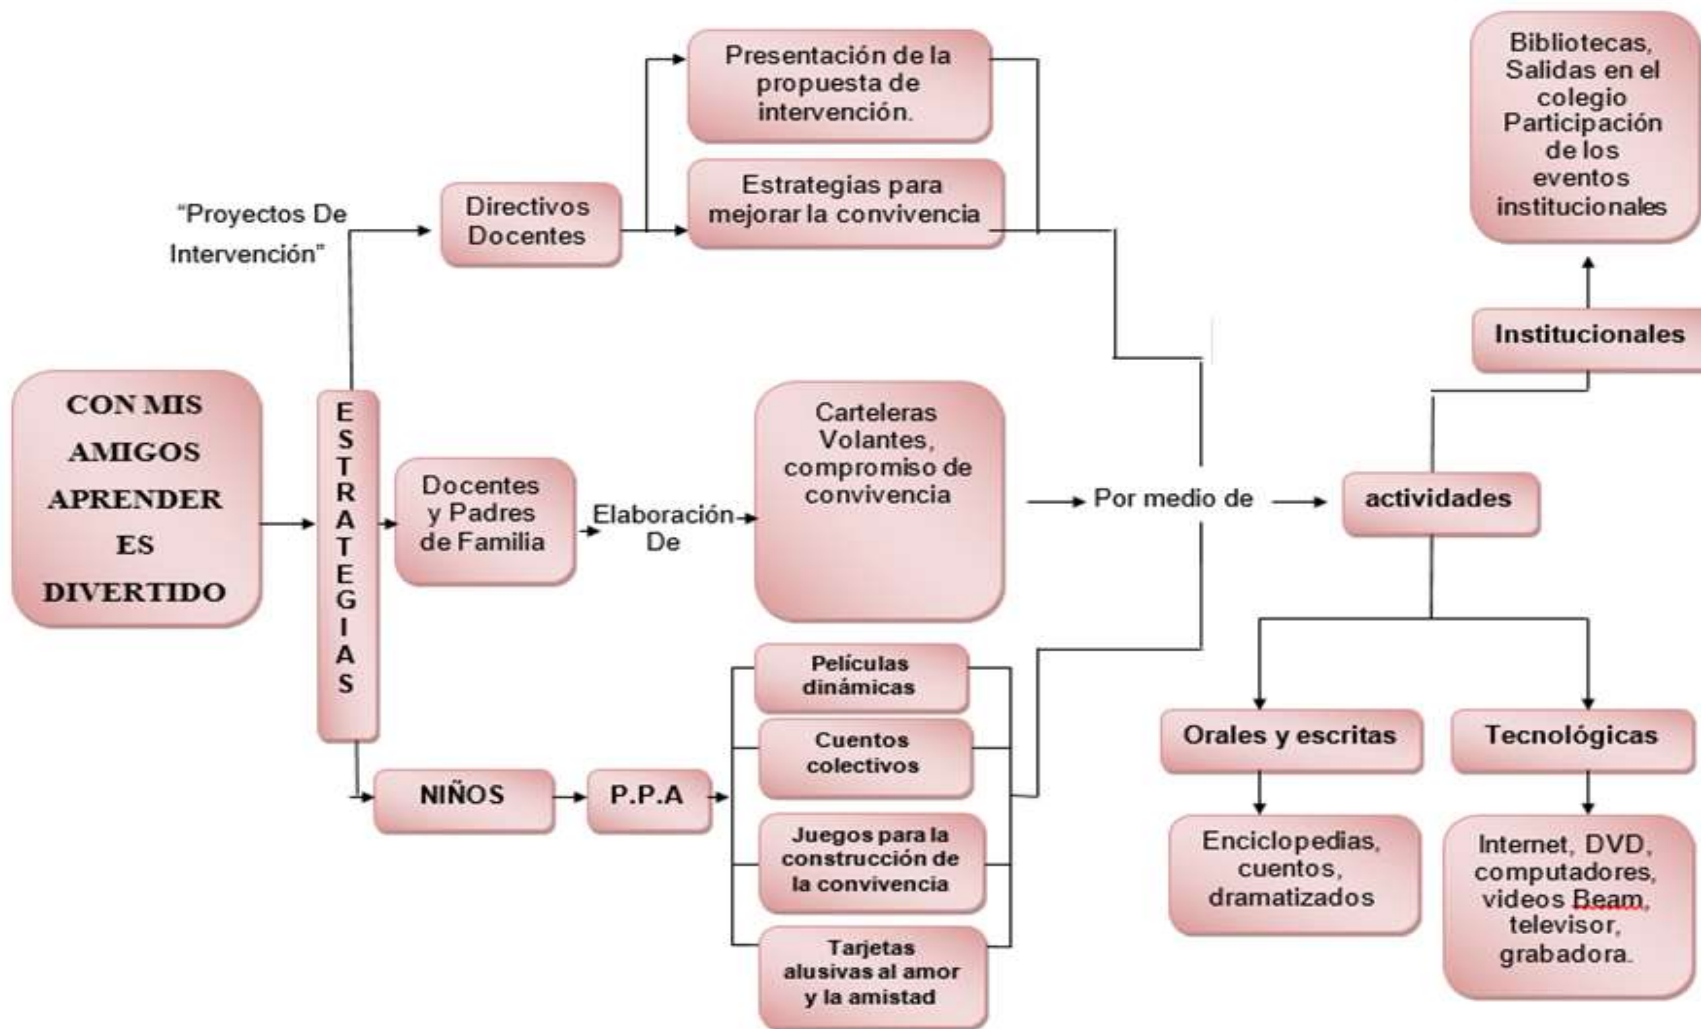 CON MIS
AMIGOS
APRENDER
ES
DIVERTIDO
ESTRATEGIAS
“Proyectos De
Intervención”
Directivos
Docentes
Presentación de la
propuesta de
intervención.
Estrategias para
mejorar la convivencia
Docentes
y Padres
de Familia
Elaboración
De
Carteleras
Volantes,
compromiso de
convivencia
NIÑOS
P.P.A
Películas
dinámicas
Cuentos
colectivos
Juegos para la
construcción de
la convivencia
Tarjetas
alusivas al amor
y la amistad
Por medio de
actividades
Institucionales
Bibliotecas,
Salidas en el
colegio
Participación
de los
eventos
institucionales
Orales y escritas
Enciclopedias,
cuentos,
dramatizados
Tecnológicas
Internet, DVD,
computadores,
videos Beam,
televisor,
grabadora.